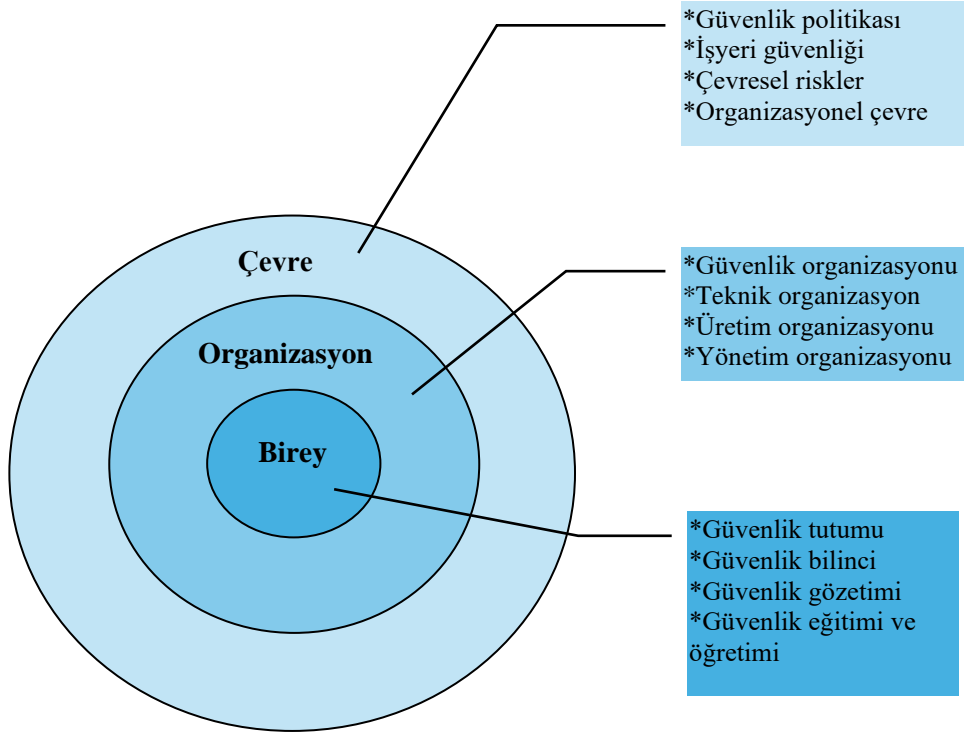 *Güvenlik politikası
*İşyeri güvenliği
*Çevresel riskler
*Organizasyonel çevre
Çevre
*Güvenlik organizasyonu
*Teknik organizasyon
*Üretim organizasyonu
*Yönetim organizasyonu
Organizasyon
Birey
*Güvenlik tutumu
*Güvenlik bilinci
*Güvenlik gözetimi
*Güvenlik eğitimi ve
öğretimi